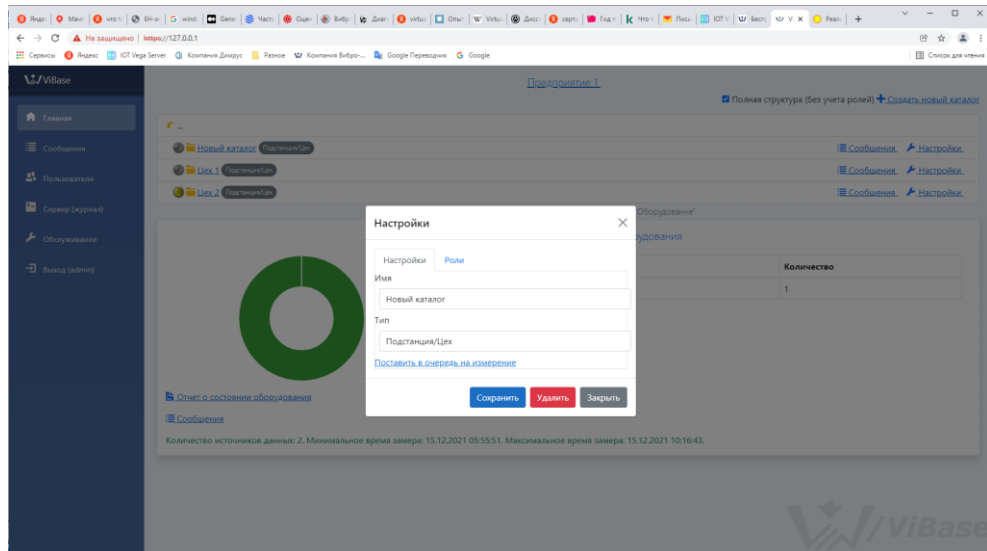 Не защищено | https://127.0.0.1
Сервисы Яндекс IOT Vega Server Компания Димрус Разное Компания Вибро-... Google Переводчик Google Список для чтения
ViBase
Предприятие 1
Полная структура (без учета ролей) Создать новый каталог
Главная
Сообщения
Пользователи
Сервер (журнал)
Обслуживание
Выход (admin)
..
Новый каталог Подстанция/Цех Сообщения Настройки
Цех 1 Подстанция/Цех Сообщения Настройки
Цех 2 Подстанция/Цех Сообщения Настройки
Оборудование"
Настройки
Настройки Роли
Имя
Новый каталог
Тип
Подстанция/Цех
Поставить в очередь на измерение
Сохранить Удалить Закрыть
Количество
1
Отчет о состоянии оборудования
Сообщения
Количество источников данных: 2. Минимальное время замера: 15.12.2021 05:55:51. Максимальное время замера: 15.12.2021 10:16:43.
ViBase